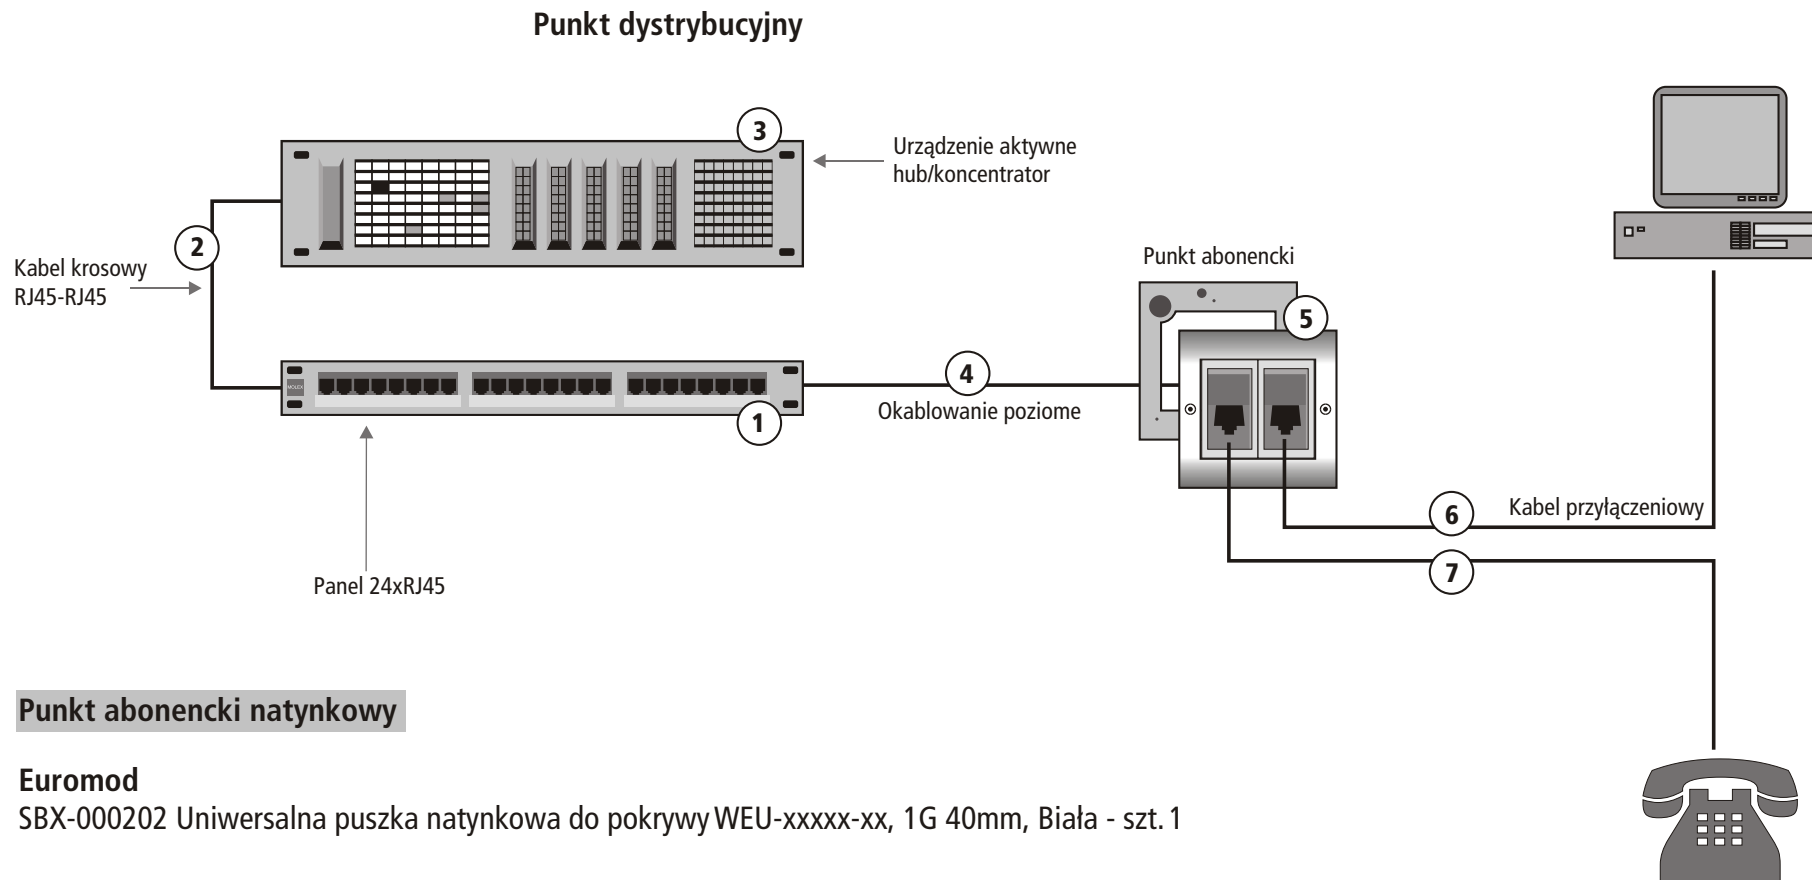 Punkt dystrybucyjny
3
Urządzenie aktywne
hub/koncentrator
2
Kabel krosowy
RJ45-RJ45
Punkt abonencki
5
4
Okablowanie poziome
MOLEX
1
6
Kabel przyłączeniowy
7
Panel 24xRJ45
Punkt abonencki natynkowy
Euromod
SBX-000202 Uniwersalna puszka natynkowa do pokrywy WEU-xxxxx-xx, 1G 40mm, Biała - szt. 1